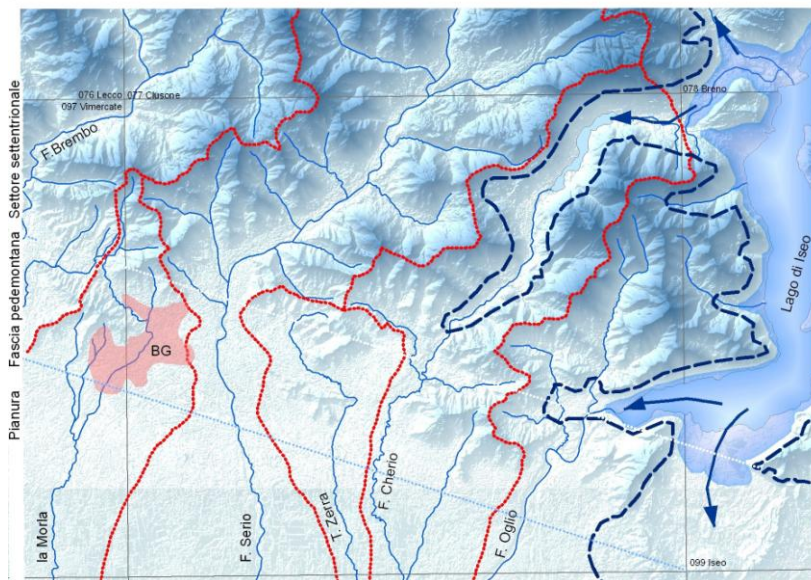 Settore settentrionale
Fascia pedemontana
Pianura
076 Lecco
077 Clusone
097 Vimercate
078 Breno
F. Brembo
Lago di Iseo
BG
la Morla
F. Serio
T. Zerra
F. Cherio
F. Oglio
099 Iseo